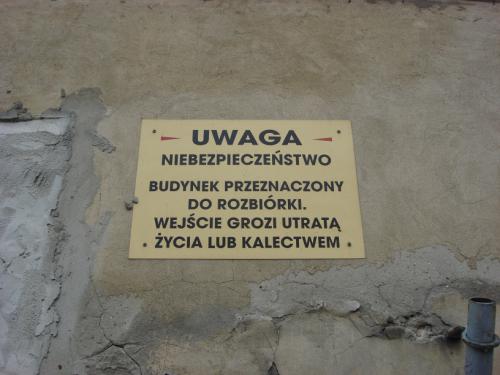 UWAGA
NIEBEZPIECZEŃSTWO
BUDYNEK PRZEZNACZONY
DO ROZBIÓRKI.
WEJŚCIE GROZI UTRATĄ
ŻYCIA LUB KALECTWEM